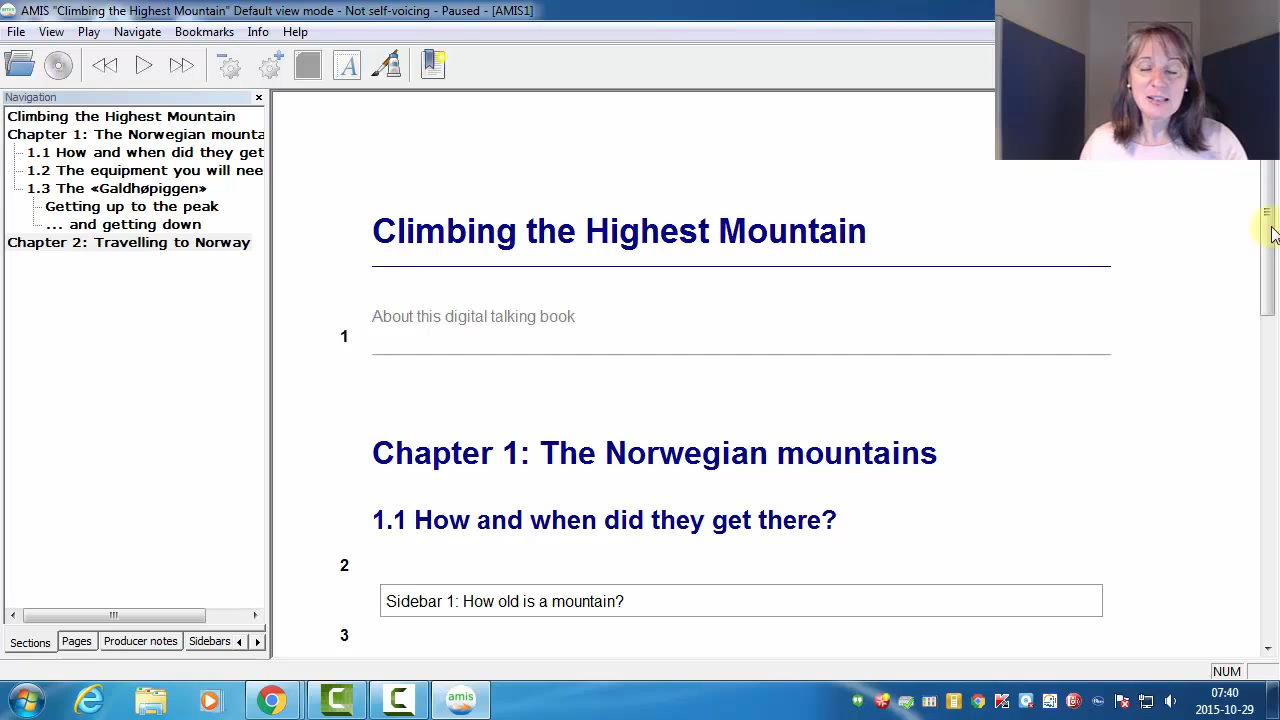 AMIS "Climbing the Highest Mountain" Default view mode - Not self-voicing - Paused - [AMIS1]
File View Play Navigate Bookmarks Info Help
Navigation
Climbing the Highest Mountain
Chapter 1: The Norwegian mounta
1.1 How and when did they get
1.2 The equipment you will nee
1.3 The «Galdhøpiggen»
Getting up to the peak
... and getting down
Chapter 2: Travelling to Norway
Sections Pages Producer notes Sidebars
Climbing the Highest Mountain
About this digital talking book
1
Chapter 1: The Norwegian mountains
1.1 How and when did they get there?
2
Sidebar 1: How old is a mountain?
3
NUM
amis
07:40
2015-10-29